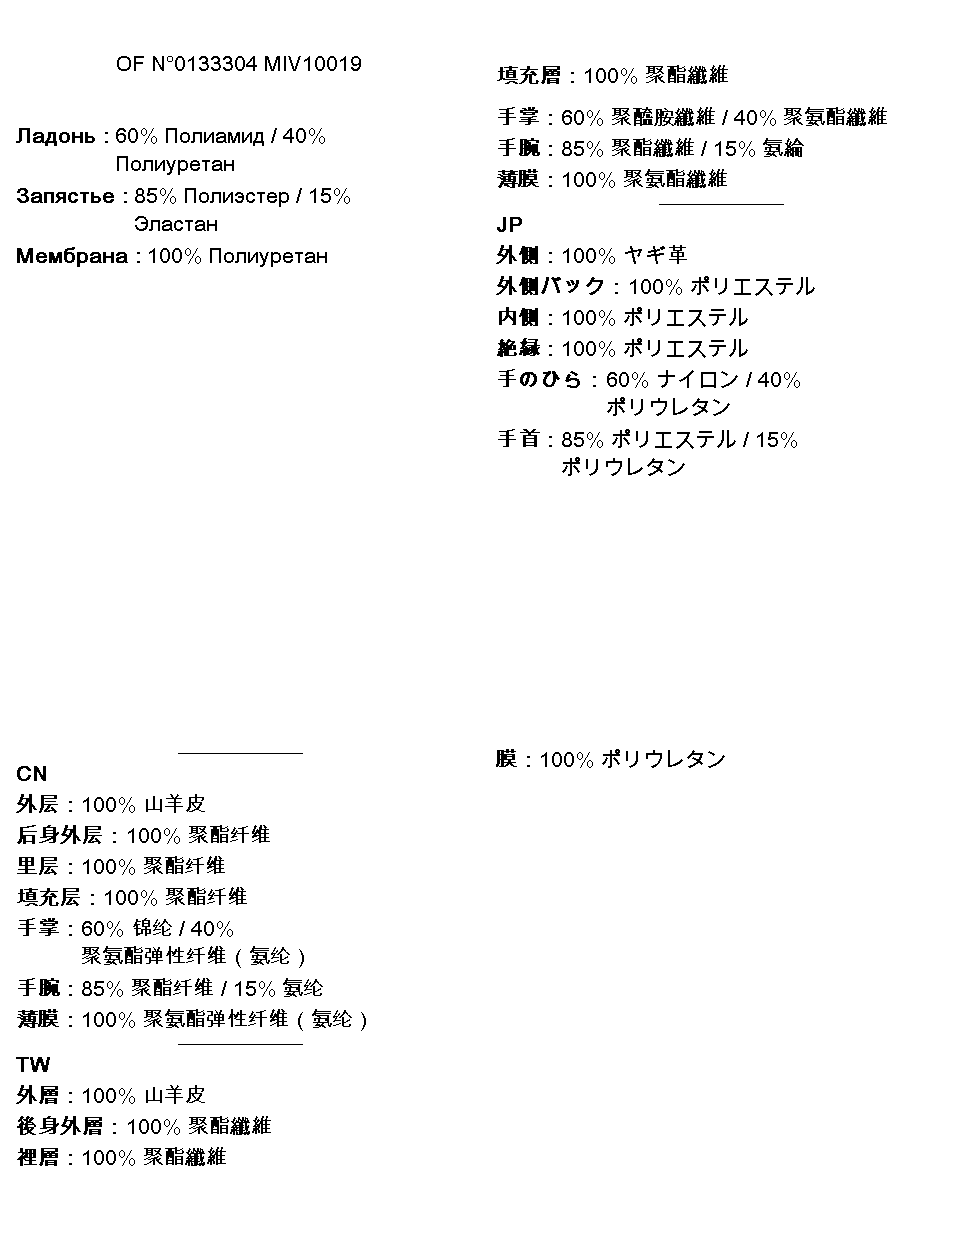 OF N°0133304 MIV10019
Ладонь : 60% Полиамид / 40%
Полиуретан
Запястье : 85% Полиэстер / 15%
Эластан
Мембрана : 100% Полиуретан
CN
外层 : 100% 山羊皮
后身外层 : 100% 聚酯纤维
里层 : 100% 聚酯纤维
填充层 : 100% 聚酯纤维
手掌 : 60% 锦纶 / 40%
聚氨酯弹性纤维 ( 氨纶 )
手腕 : 85% 聚酯纤维 / 15% 氨纶
薄膜 : 100% 聚氨酯弹性纤维 ( 氨纶 )
TW
外層 : 100% 山羊皮
後身外層 : 100% 聚酯纖維
裡層 : 100% 聚酯纖維
填充層 : 100% 聚酯纖維
手掌 : 60% 聚醯胺纖維 / 40% 聚氨酯纖維
手腕 : 85% 聚酯纖維 / 15% 氨綸
薄膜 : 100% 聚氨酯纖維
JP
外側 : 100% ヤギ革
外側バック : 100% ポリエステル
内側 : 100% ポリエステル
絶縁 : 100% ポリエステル
手のひら : 60% ナイロン / 40%
ポリウレタン
手首 : 85% ポリエステル / 15%
ポリウレタン
膜 : 100% ポリウレタン